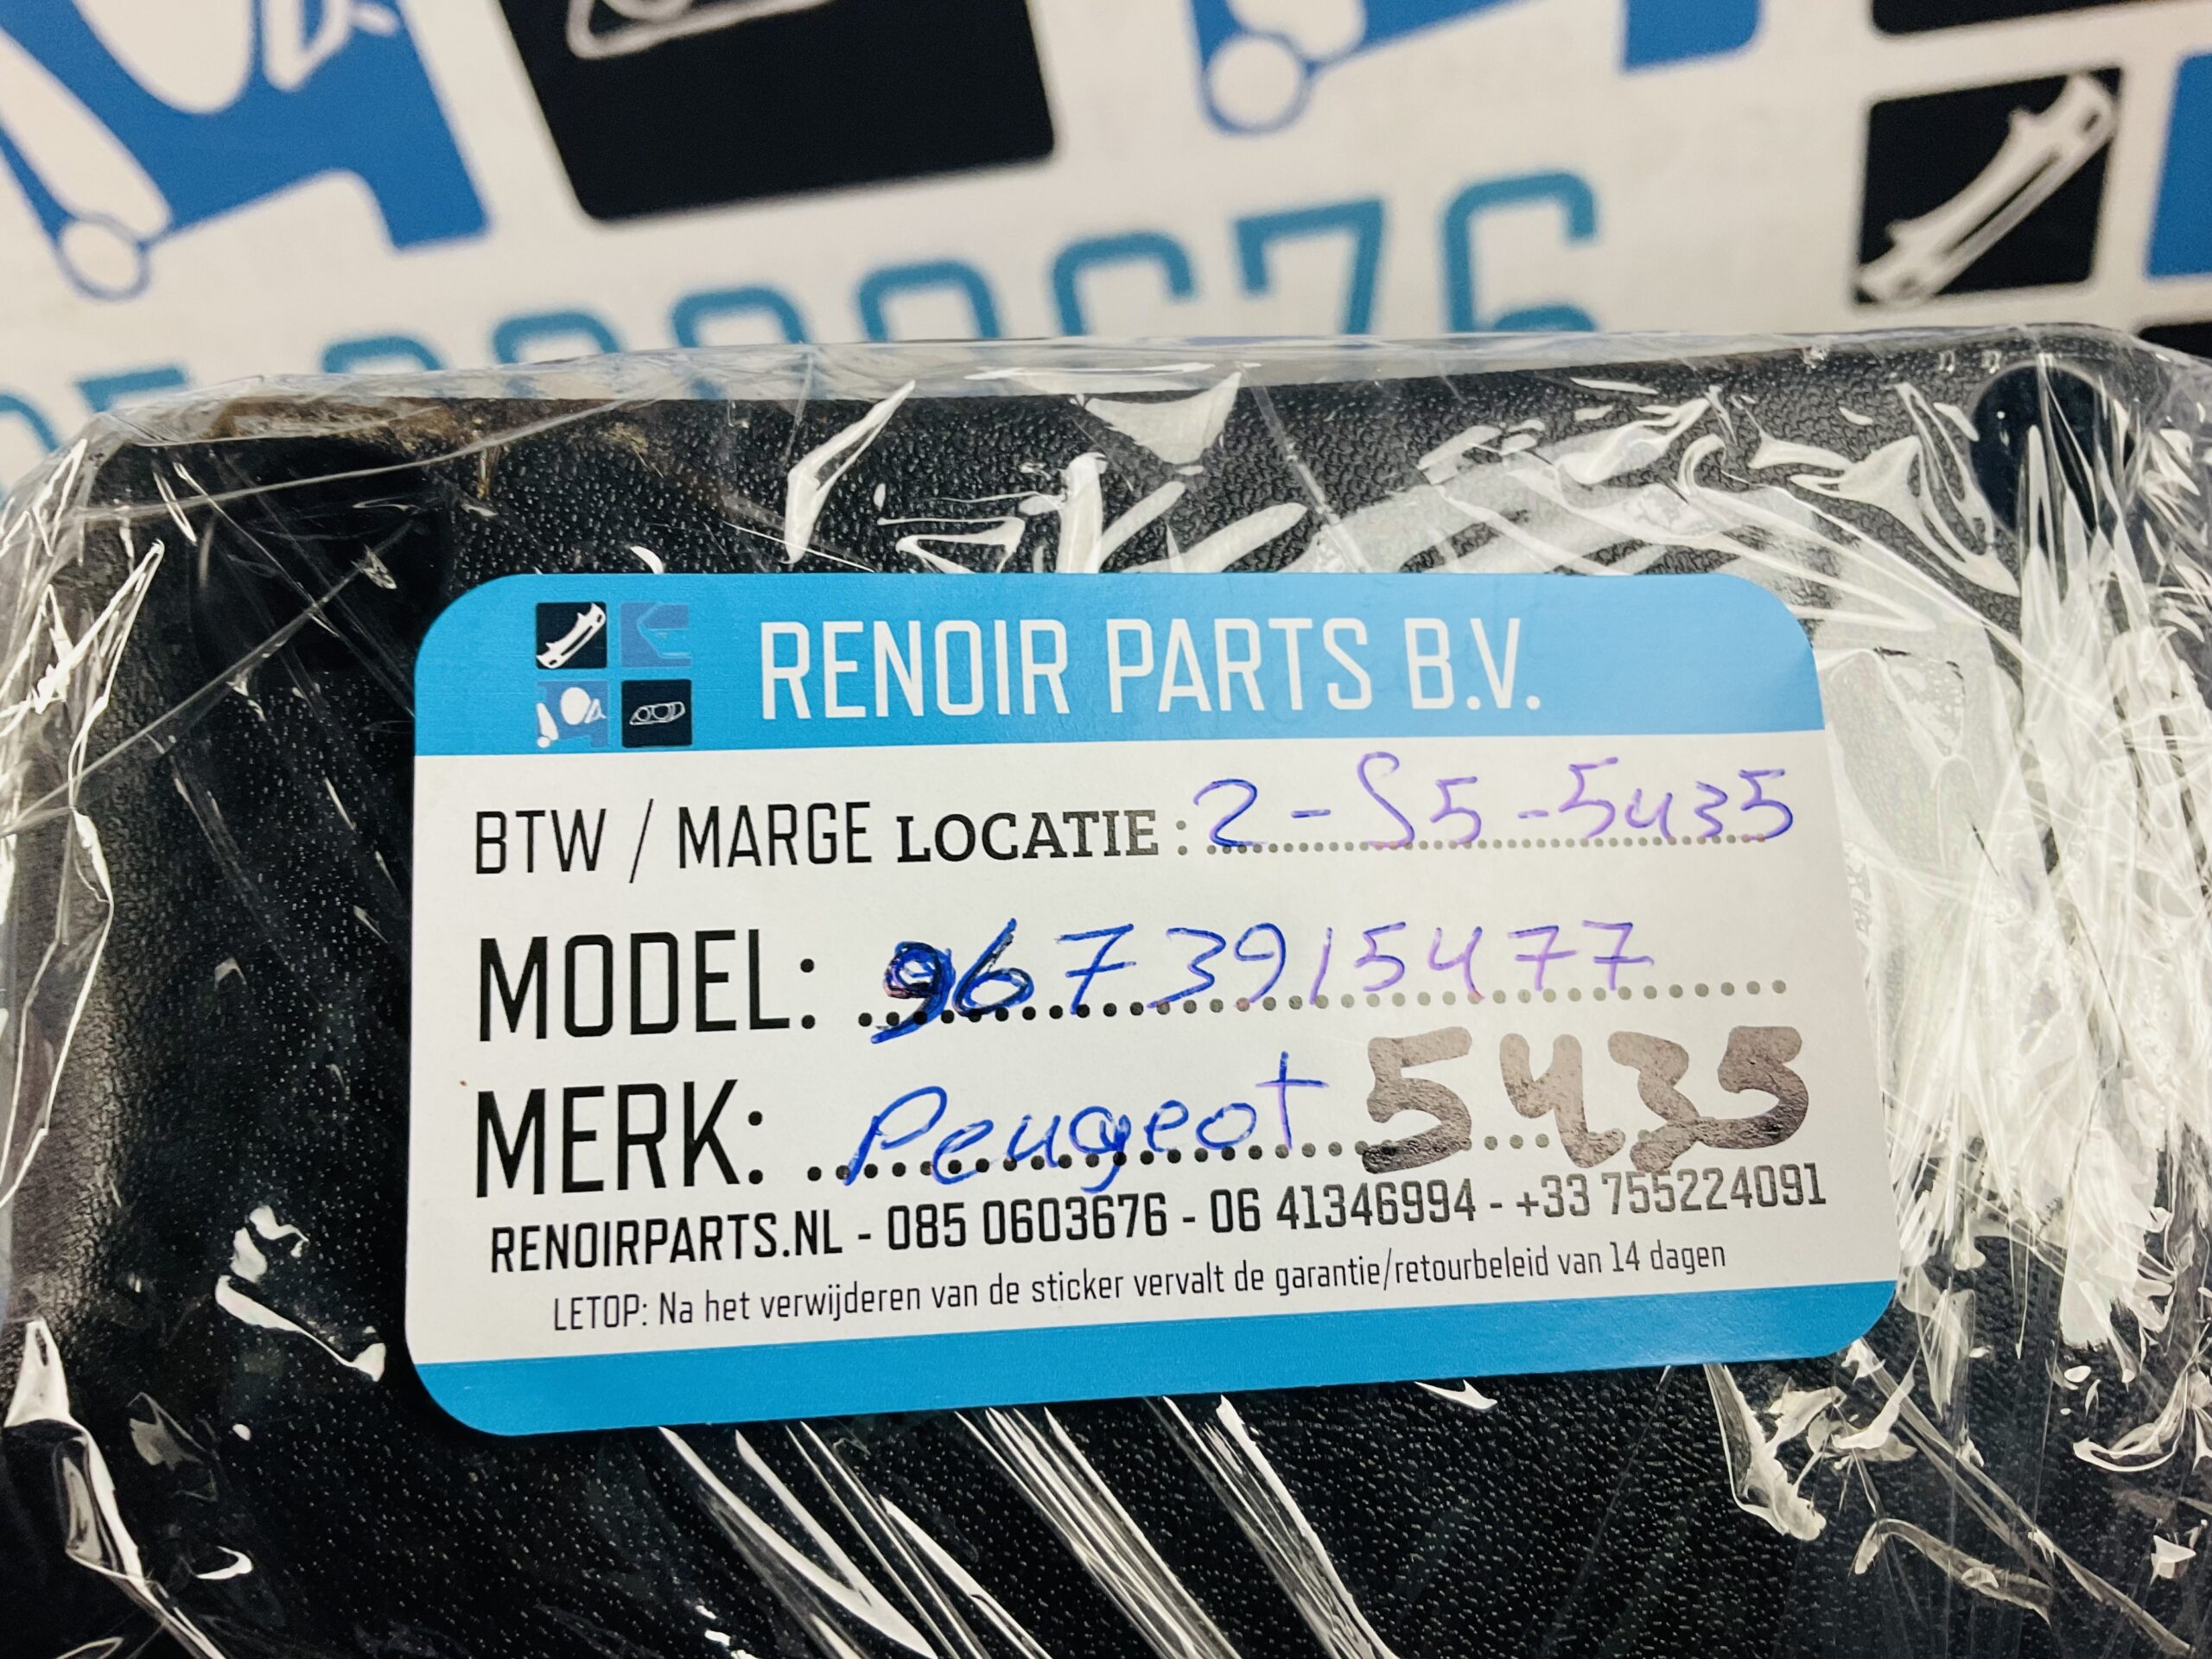 RENOIR PARTS B.V.
BTW / MARGE LOCATIE : 2-S5-5435
MODEL: 9673915477
MERK: Peugeot 5435
RENOIRPARTS.NL - 085 0603676 - 06 41346994 - +33 755224091
LETOP: Na het verwijderen van de sticker vervalt de garantie/retourbeleid van 14 dagen